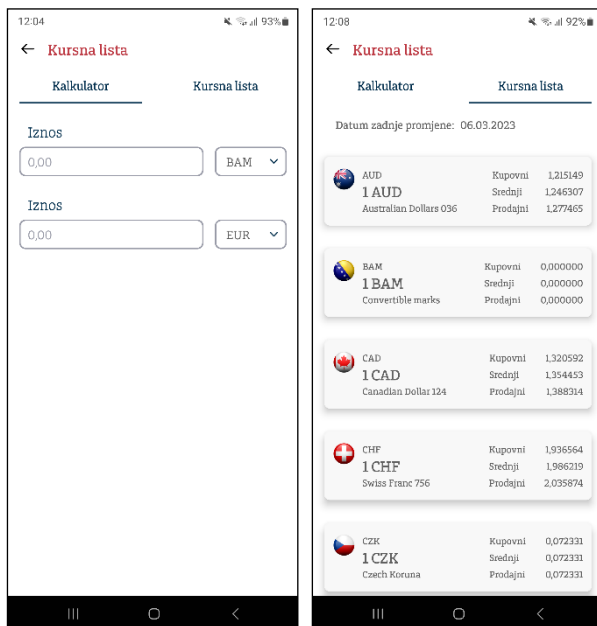 12:04 93%
Kursna lista
Kalkulator Kursna lista
Iznos
0,00 BAM
Iznos
0,00 EUR
12:08 92%
Kursna lista
Kalkulator Kursna lista
Datum zadnje promjene: 06.03.2023
AUD Kupovni 1,215149
1 AUD Srednji 1,246307
Australian Dollars 036 Prodajni 1,277465
BAM Kupovni 0,000000
1 BAM Srednji 0,000000
Convertible marks Prodajni 0,000000
CAD Kupovni 1,320592
1 CAD Srednji 1,354453
Canadian Dollar 124 Prodajni 1,388314
CHF Kupovni 1,936564
1 CHF Srednji 1,986219
Swiss Franc 756 Prodajni 2,035874
CZK Kupovni 0,072331
1 CZK Srednji 0,072331
Czech Koruna Prodajni 0,072331